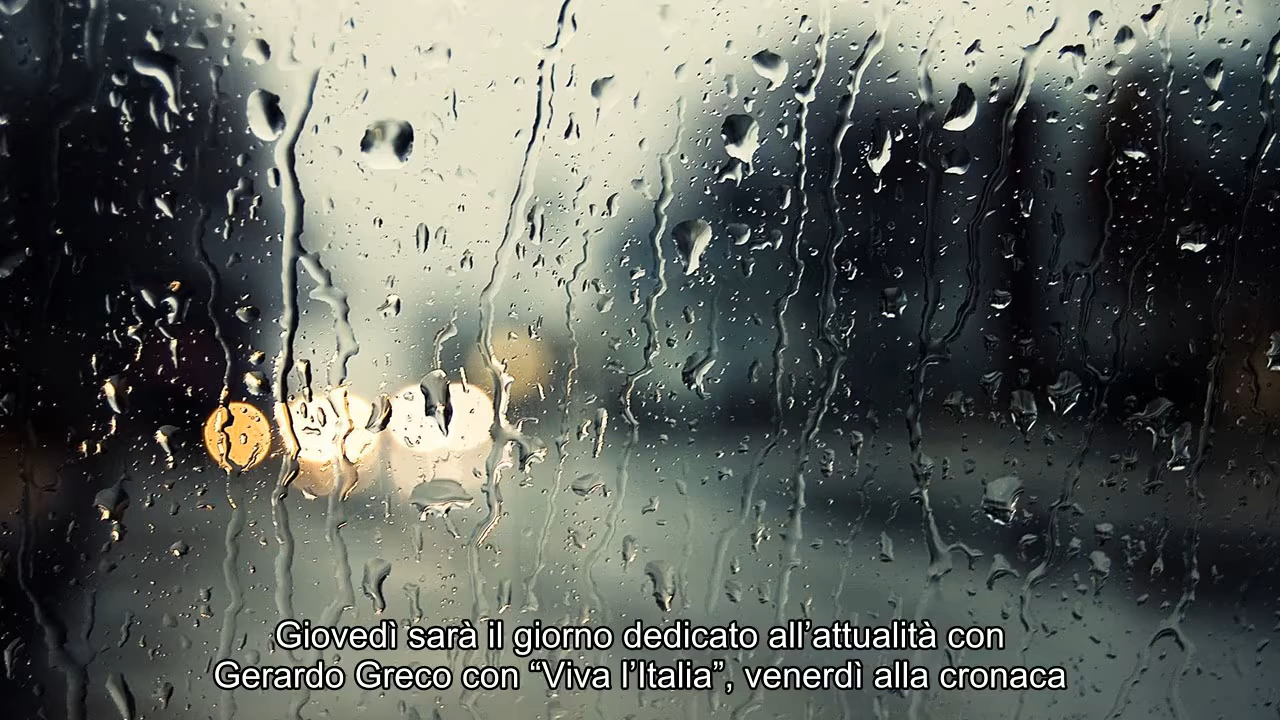 Giovedì sarà il giorno dedicato all’attualità con
Gerardo Greco con “Viva l’Italia”, venerdì alla cronaca